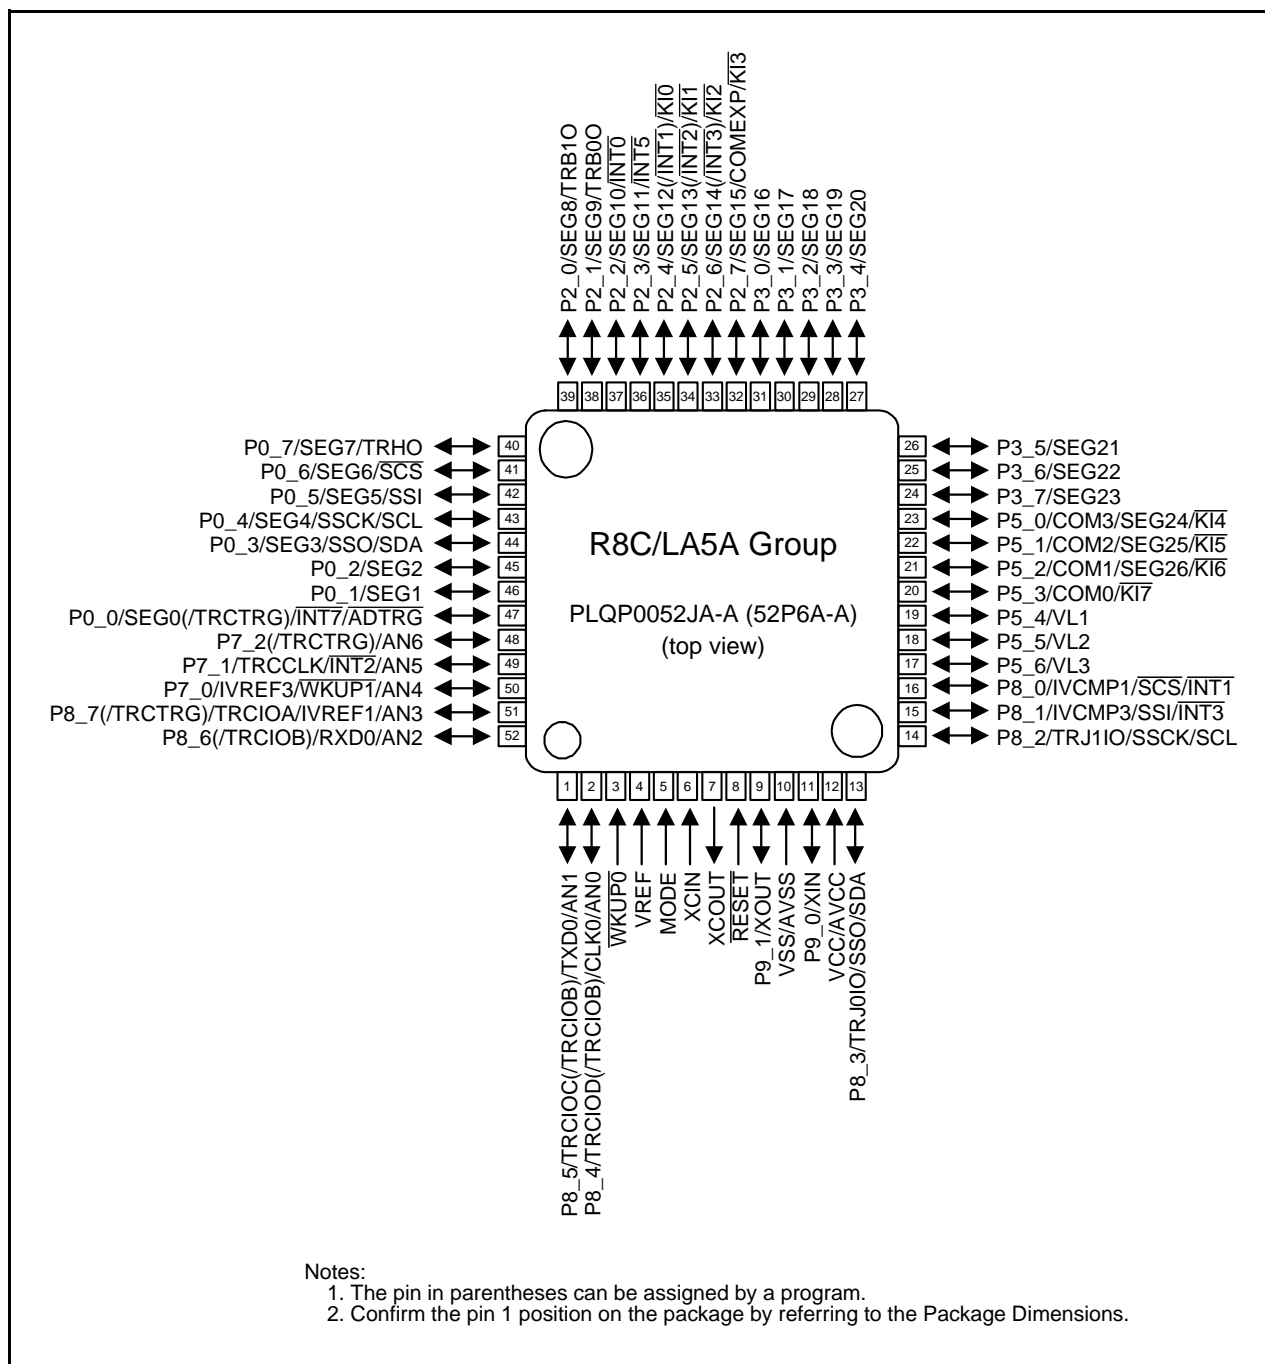 P2_0/SEG8/TRB1O
P2_1/SEG9/TRB0O
P2_2/SEG10/INT0
P2_3/SEG11/INT5
P2_4/SEG12(/INT1)/KI0
P2_5/SEG13(/INT2)/KI1
P2_6/SEG14(/INT3)/KI2
P2_7/SEG15/COMEXP/KI3
P3_0/SEG16
P3_1/SEG17
P3_2/SEG18
P3_3/SEG19
P3_4/SEG20
39 38 37 36 35 34 33 32 31 30 29 28 27
P0_7/SEG7/TRHO 40
P0_6/SEG6/SCS 41
P0_5/SEG5/SSI 42
P0_4/SEG4/SSCK/SCL 43
P0_3/SEG3/SSO/SDA 44
P0_2/SEG2 45
P0_1/SEG1 46
P0_0/SEG0(/TRCTRG)/INT7/ADTRG 47
P7_2(/TRCTRG)/AN6 48
P7_1/TRCCLK/INT2/AN5 49
P7_0/IVREF3/WKUP1/AN4 50
P8_7(/TRCTRG)/TRCIOA/IVREF1/AN3 51
P8_6(/TRCIOB)/RXD0/AN2 52
R8C/LA5A Group
PLQP0052JA-A (52P6A-A)
(top view)
26 P3_5/SEG21
25 P3_6/SEG22
24 P3_7/SEG23
23 P5_0/COM3/SEG24/KI4
22 P5_1/COM2/SEG25/KI5
21 P5_2/COM1/SEG26/KI6
20 P5_3/COM0/KI7
19 P5_4/VL1
18 P5_5/VL2
17 P5_6/VL3
16 P8_0/IVCMP1/SCS/INT1
15 P8_1/IVCMP3/SSI/INT3
14 P8_2/TRJ1IO/SSCK/SCL
1 2 3 4 5 6 7 8 9 10 11 12 13
P8_5/TRCIOC(/TRCIOB)/TXD0/AN1
P8_4/TRCIOD(/TRCIOB)/CLK0/AN0
WKUP0
VREF
MODE
XCIN
XCOUT
RESET
P9_1/XOUT
VSS/AVSS
P9_0/XIN
VCC/AVCC
P8_3/TRJ0IO/SSO/SDA
Notes:
1. The pin in parentheses can be assigned by a program.
2. Confirm the pin 1 position on the package by referring to the Package Dimensions.